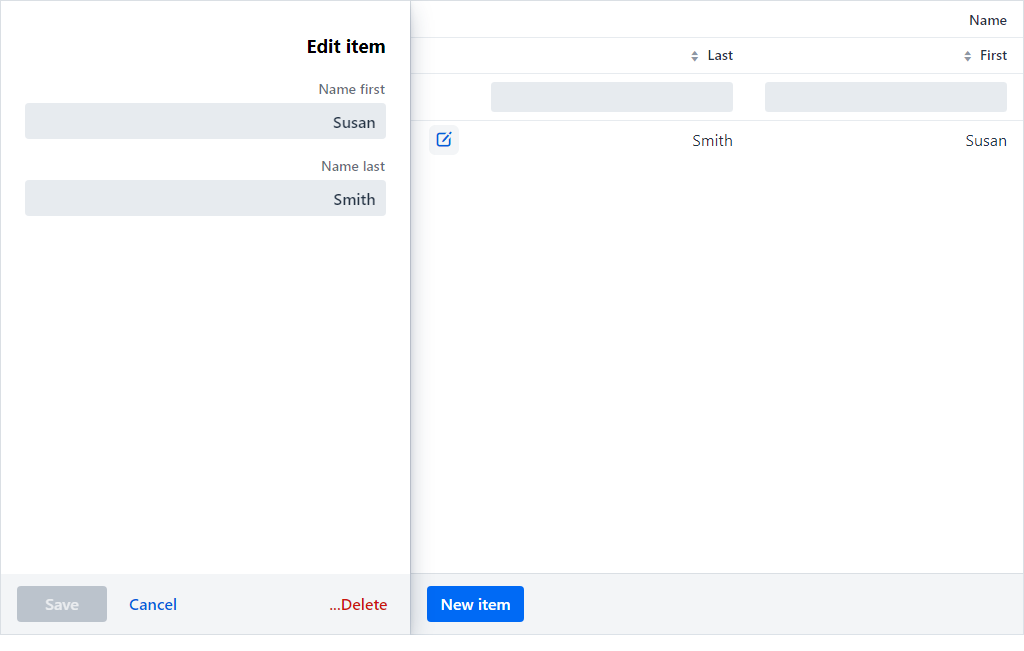 Edit item
Name first
Susan
Name last
Smith
Save
Cancel
...Delete
Name
Last
First
Smith
Susan
New item